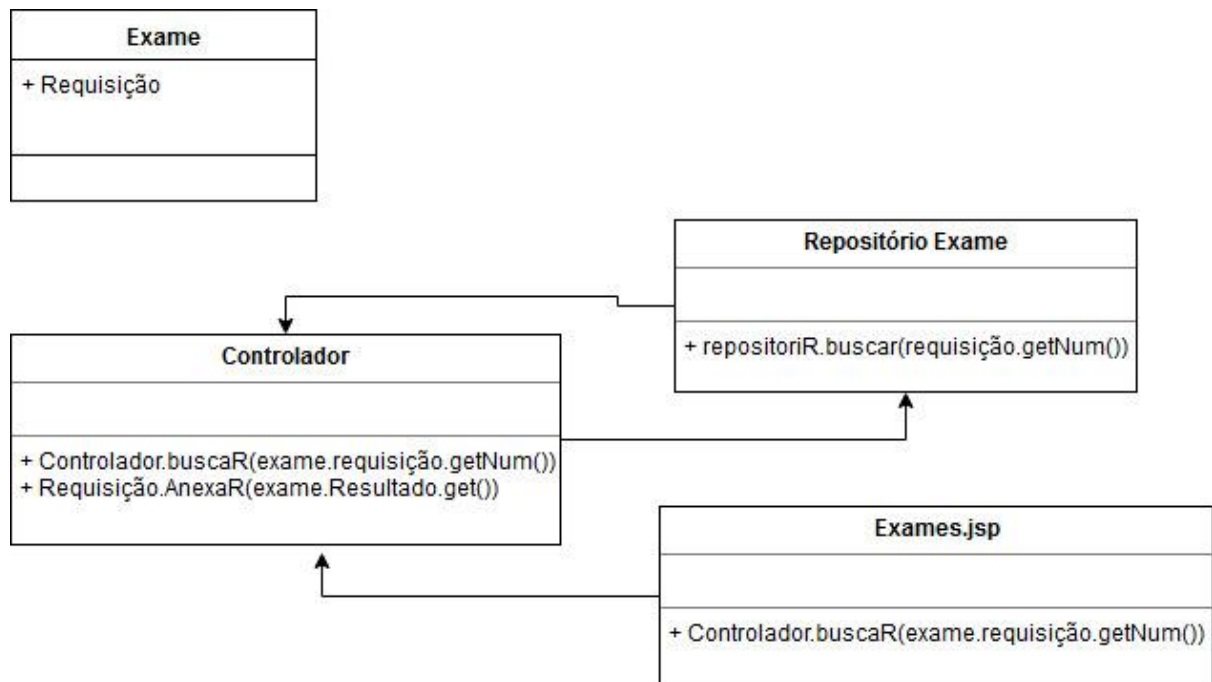 Exame
+ Requisição
Repositório Exame
+ repositoriR.buscar(requisição.getNum())
Controlador
+ Controlador.buscaR(exame.requisição.getNum())
+ Requisição.AnexaR(exame.Resultado.get())
Exames.jsp
+ Controlador.buscaR(exame.requisição.getNum())